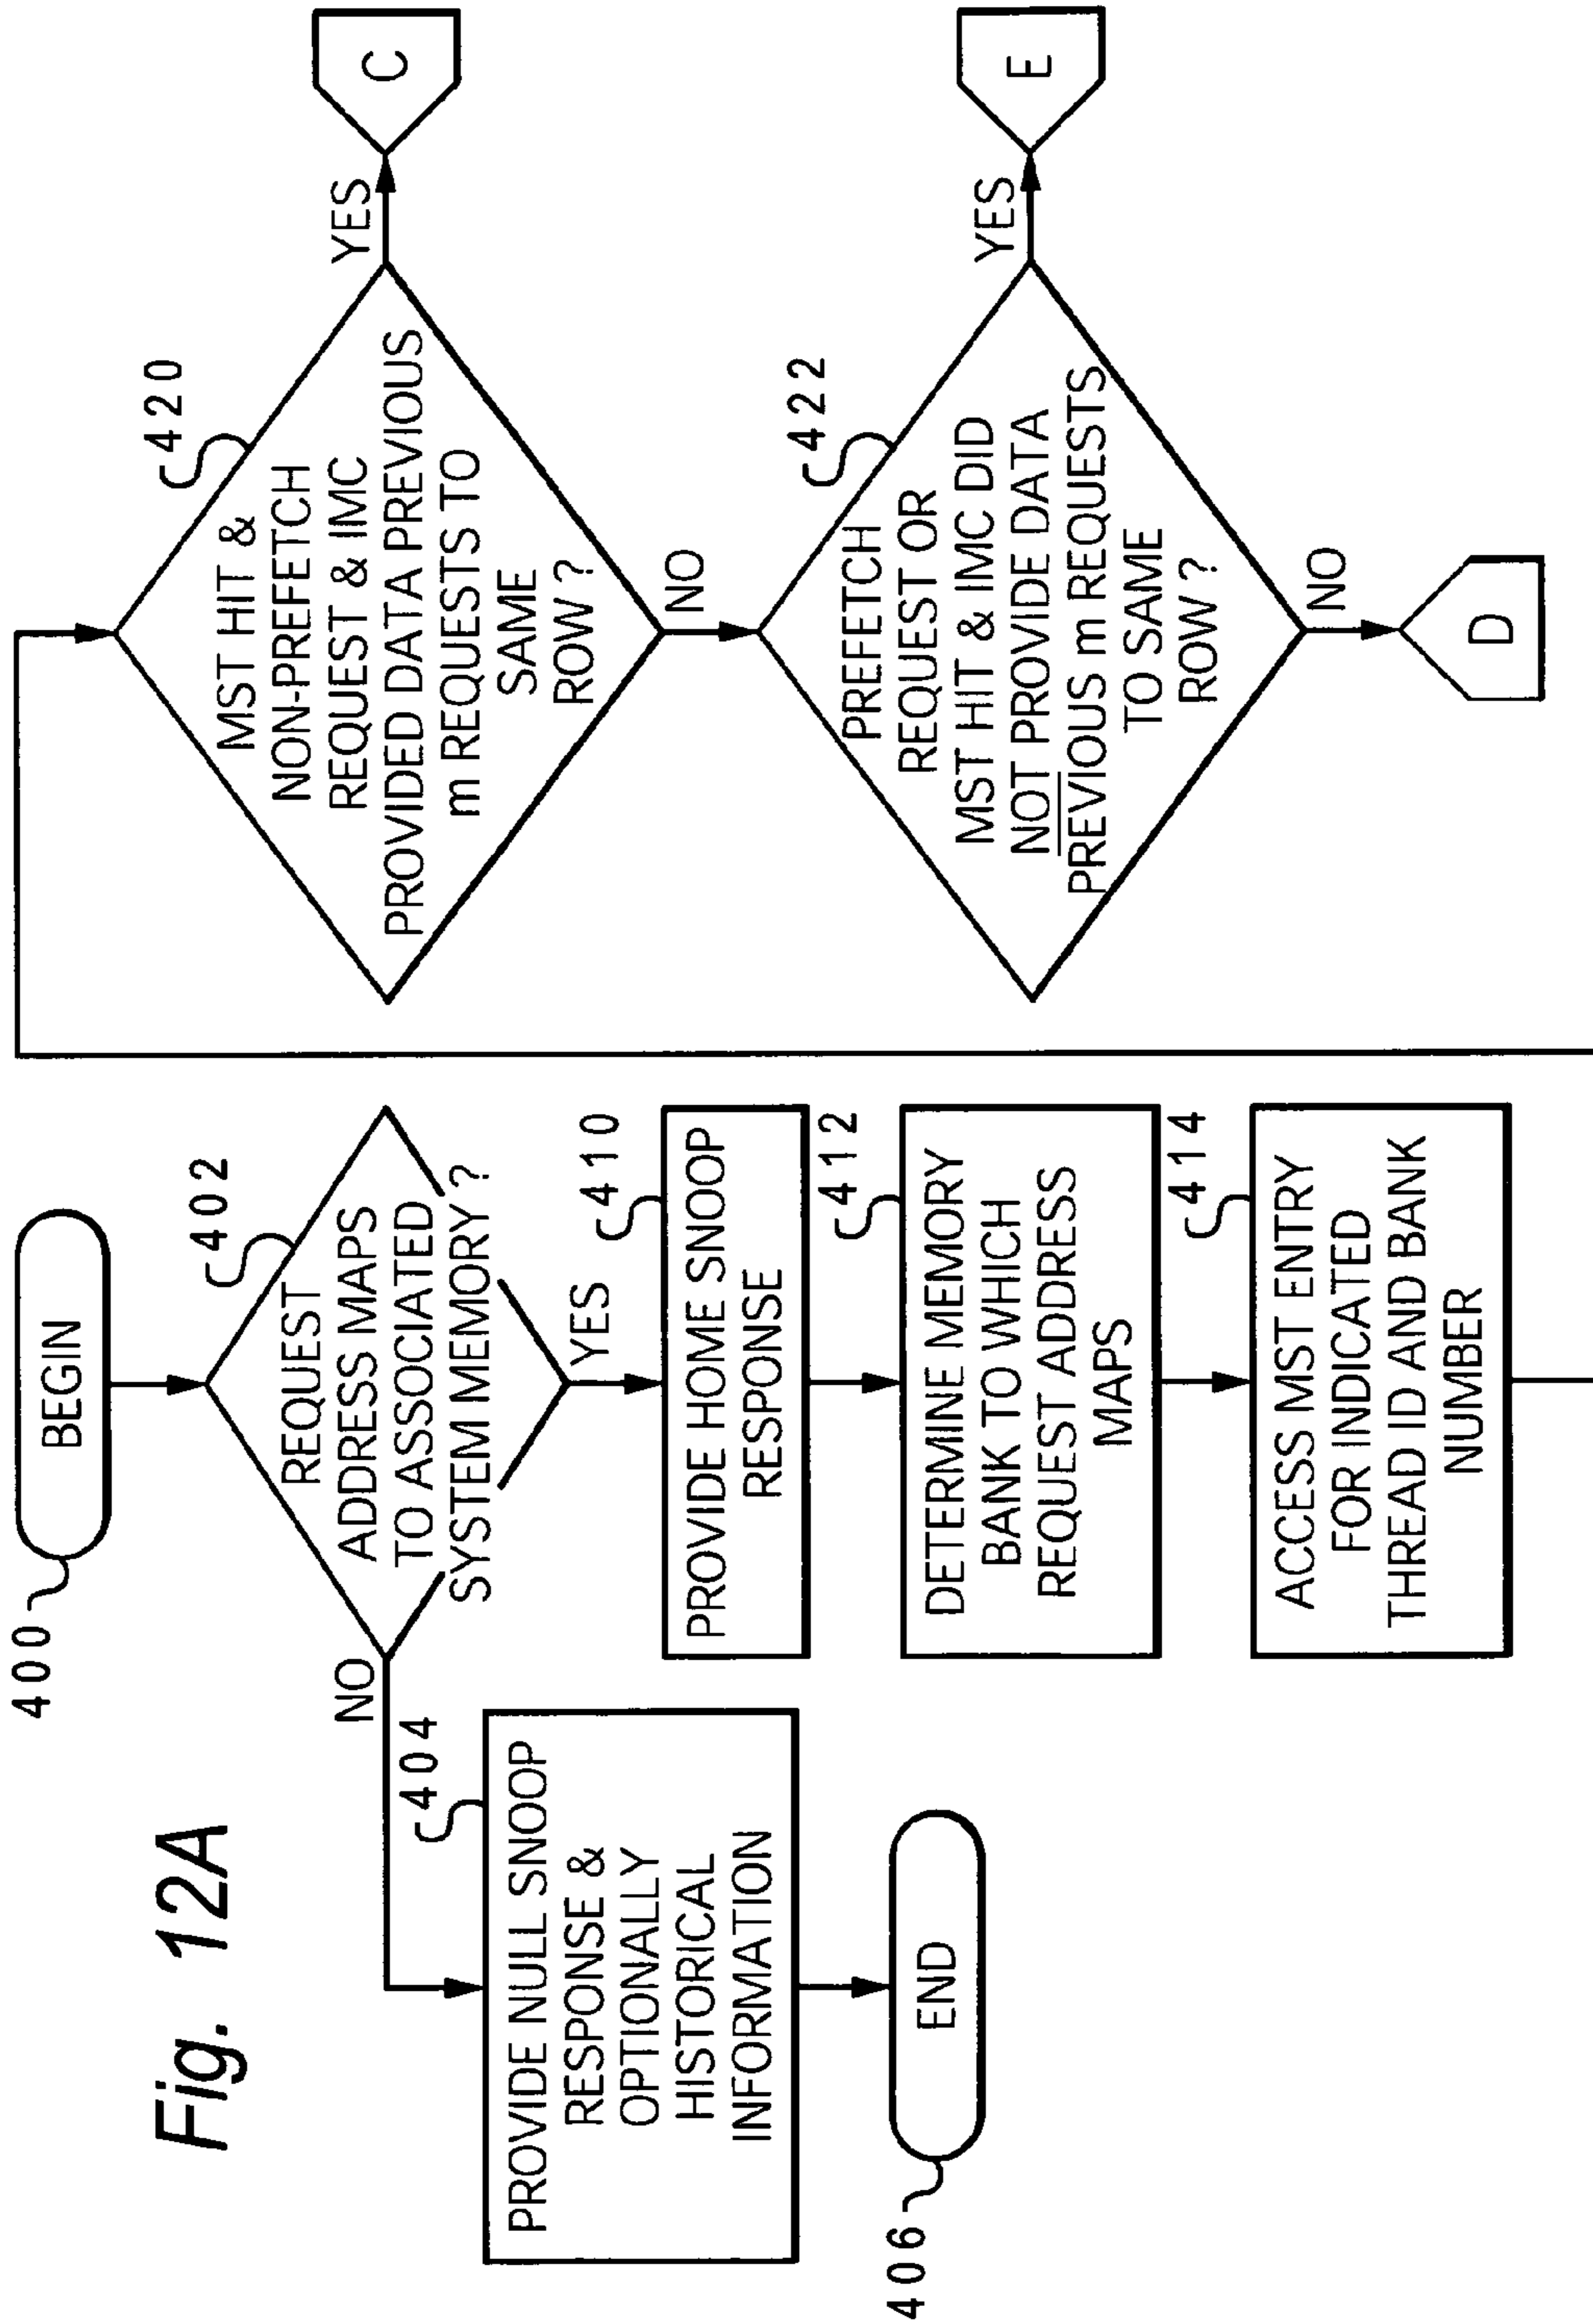 Fig. 12A
400
BEGIN
402
REQUEST
ADDRESS MAPS
TO ASSOCIATED
SYSTEM MEMORY ?
NO
YES
404
PROVIDE NULL SNOOP
RESPONSE &
OPTIONALLY
HISTORICAL
INFORMATION
406
END
410
PROVIDE HOME SNOOP
RESPONSE
412
DETERMINE MEMORY
BANK TO WHICH
REQUEST ADDRESS
MAPS
414
ACCESS MST ENTRY
FOR INDICATED
THREAD ID AND BANK
NUMBER
420
MST HIT &
NON-PREFETCH
REQUEST & IMC
PROVIDED DATA PREVIOUS
m REQUESTS TO
SAME
ROW ?
YES
C
NO
422
PREFETCH
REQUEST OR
MST HIT & IMC DID
NOT PROVIDE DATA
PREVIOUS m REQUESTS
TO SAME
ROW ?
YES
E
NO
D